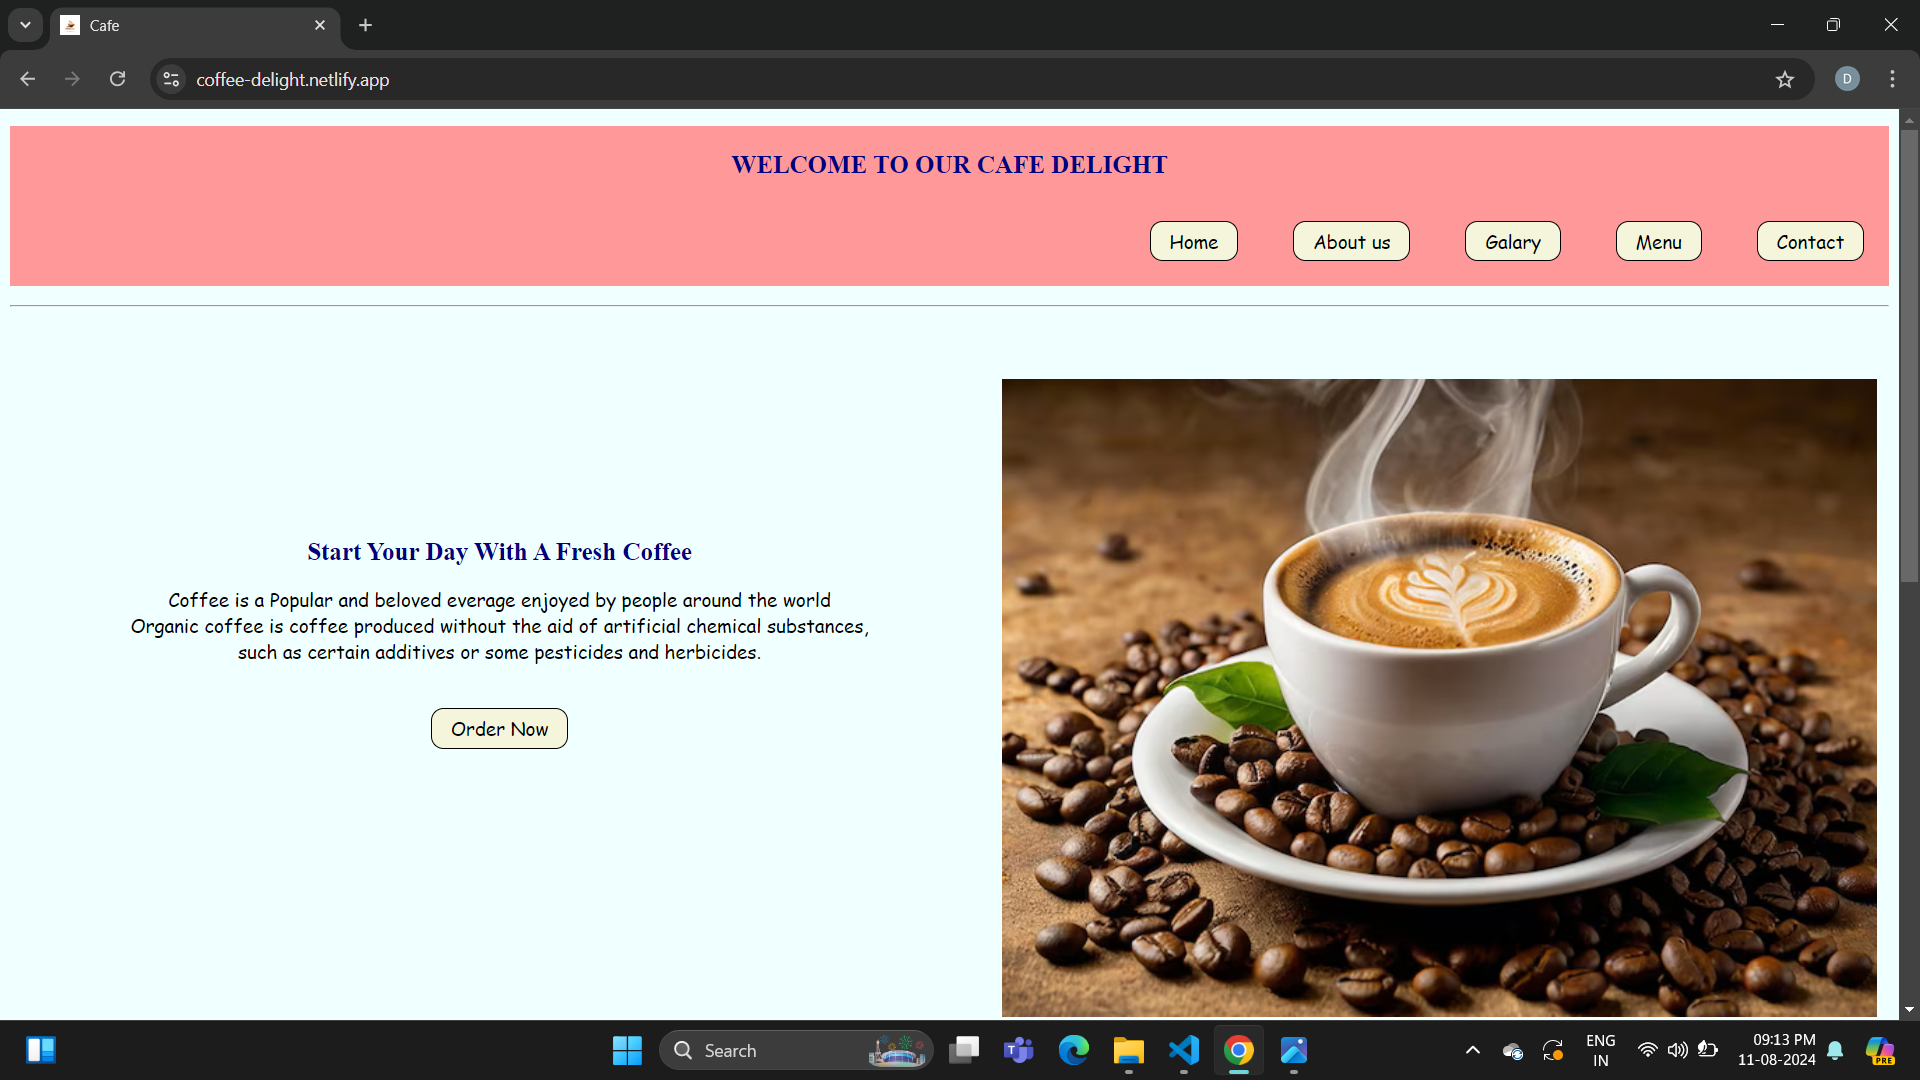 Cafe
coffee-delight.netlify.app
D
WELCOME TO OUR CAFE DELIGHT
Home About us Galary Menu Contact
Start Your Day With A Fresh Coffee
Coffee is a Popular and beloved everage enjoyed by people around the world
Organic coffee is coffee produced without the aid of artificial chemical substances,
such as certain additives or some pesticides and herbicides.
Order Now
Search
ENG
IN
09:13 PM
11-08-2024
PRE